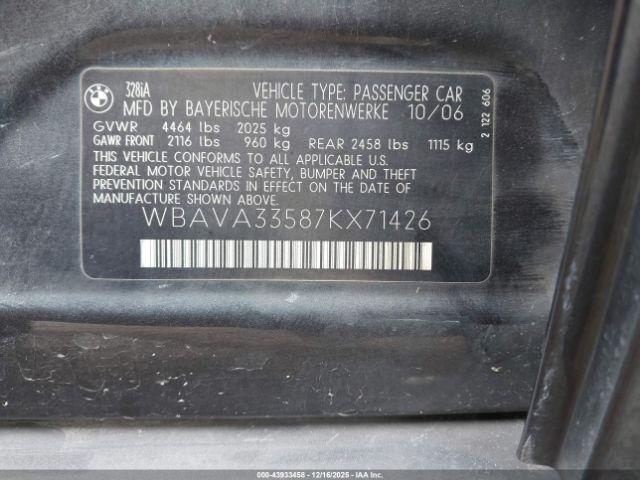 BMW
328iA
VEHICLE TYPE: PASSENGER CAR
MFD BY BAYERISCHE MOTORENWERKE 10/06
GVWR 4464 lbs 2025 kg
GAWR FRONT 2116 lbs 960 kg REAR 2458 lbs 1115 kg
THIS VEHICLE CONFORMS TO ALL APPLICABLE U.S.
FEDERAL MOTOR VEHICLE SAFETY, BUMPER AND THEFT
PREVENTION STANDARDS IN EFFECT ON THE DATE OF
MANUFACTURE SHOWN ABOVE.
WBAVA33587KX71426
2 122 606
000-43933458 - 12/16/2025 - IAAI.COM